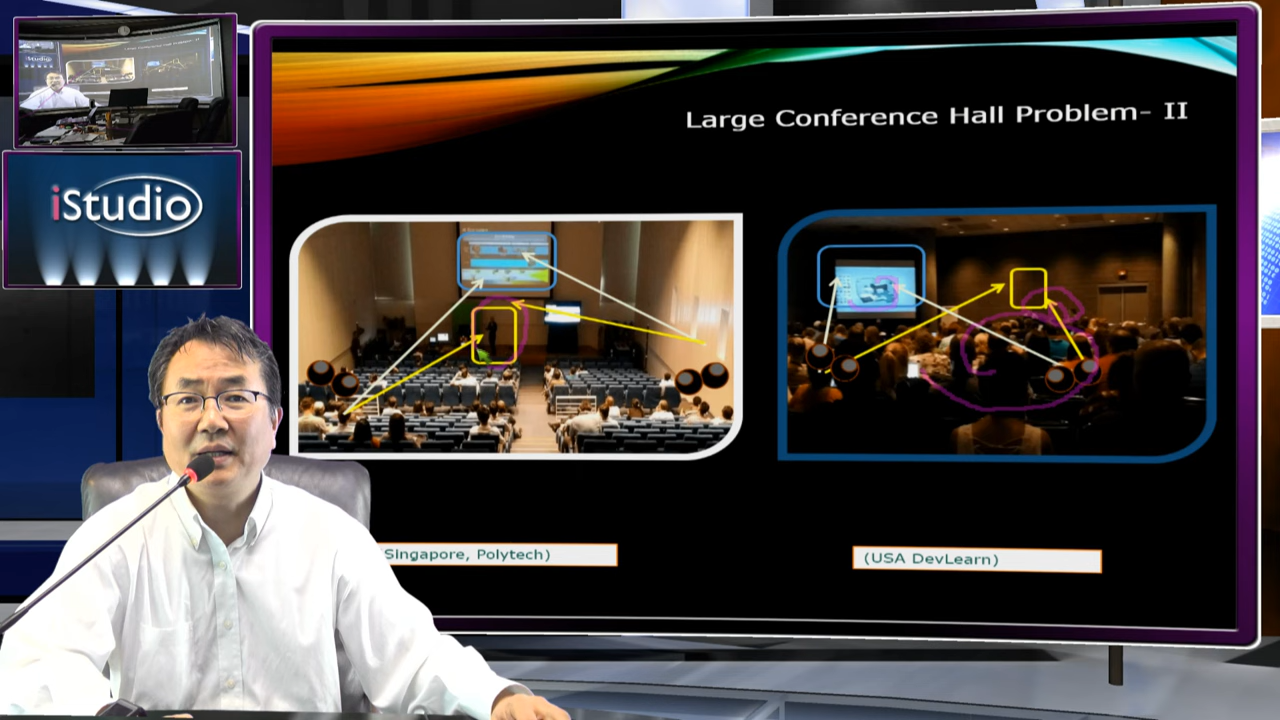 Large Conference Hall Problem- II
iStudio
Singapore, Polytech)
(USA DevLearn)